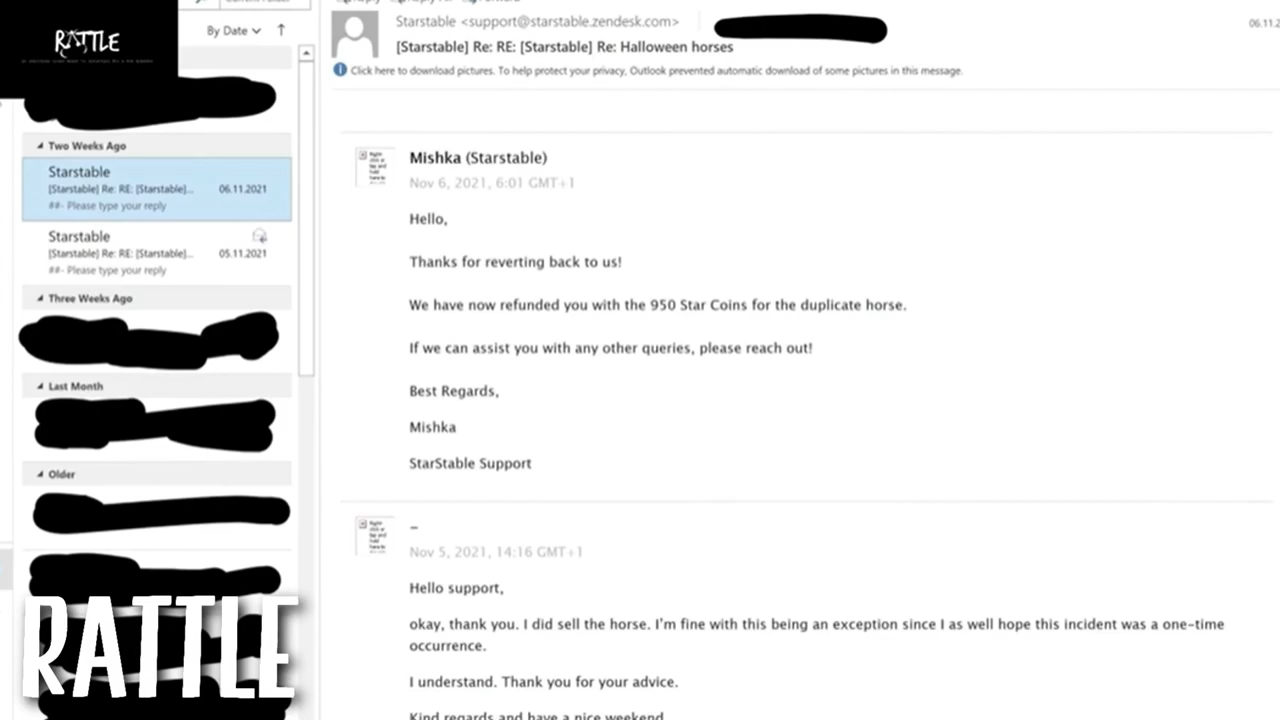 RATTLE
By Date
Starstable <support@starstable.zendesk.com>
[Starstable] Re: RE: [Starstable] Re: Halloween horses
Click here to download pictures. To help protect your privacy, Outlook prevented automatic download of some pictures in this message.
Two Weeks Ago
Starstable
[Starstable] Re: RE: [Starstable]... 06.11.2021
##- Please type your reply
Starstable
[Starstable] Re: RE: [Starstable]... 05.11.2021
##- Please type your reply
Three Weeks Ago
Last Month
Older
RATTLE
Mishka (Starstable)
Nov 6, 2021, 6:01 GMT+1
Hello,
Thanks for reverting back to us!
We have now refunded you with the 950 Star Coins for the duplicate horse.
If we can assist you with any other queries, please reach out!
Best Regards,
Mishka
StarStable Support
–
Nov 5, 2021, 14:16 GMT+1
Hello support,
okay, thank you. I did sell the horse. I'm fine with this being an exception since I as well hope this incident was a one-time
occurrence.
I understand. Thank you for your advice.
Kind regards and have a nice weekend